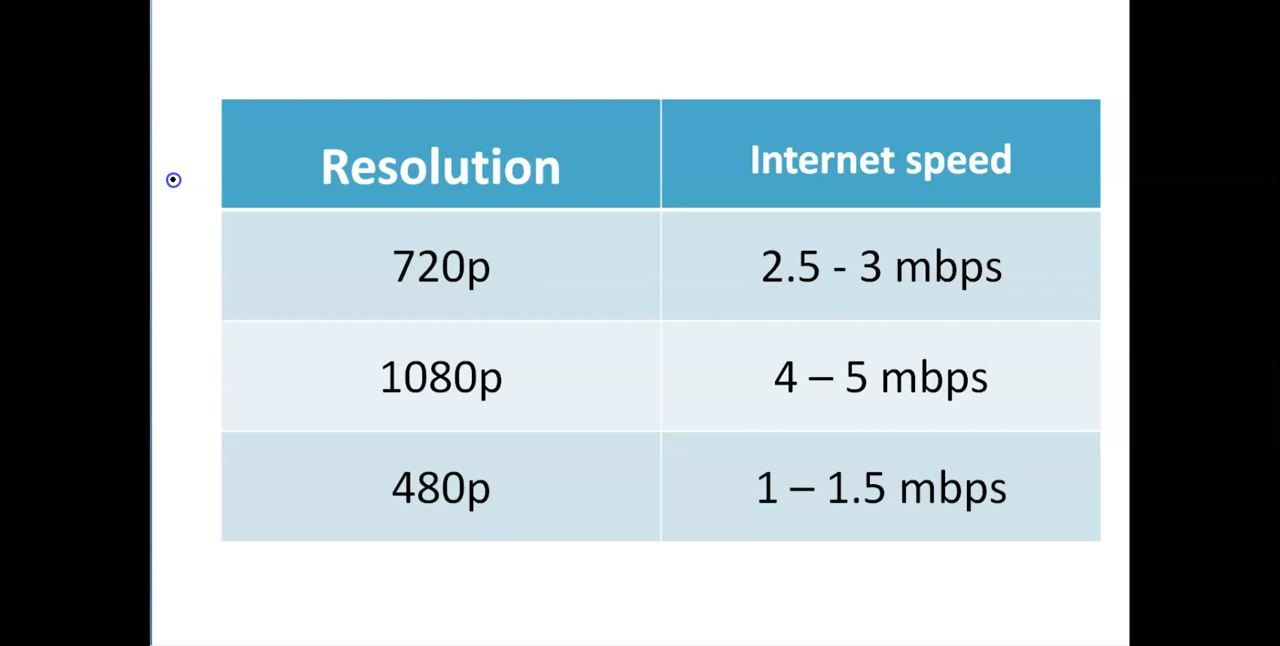 Resolution Internet speed
720p 2.5 - 3 mbps
1080p 4 – 5 mbps
480p 1 – 1.5 mbps